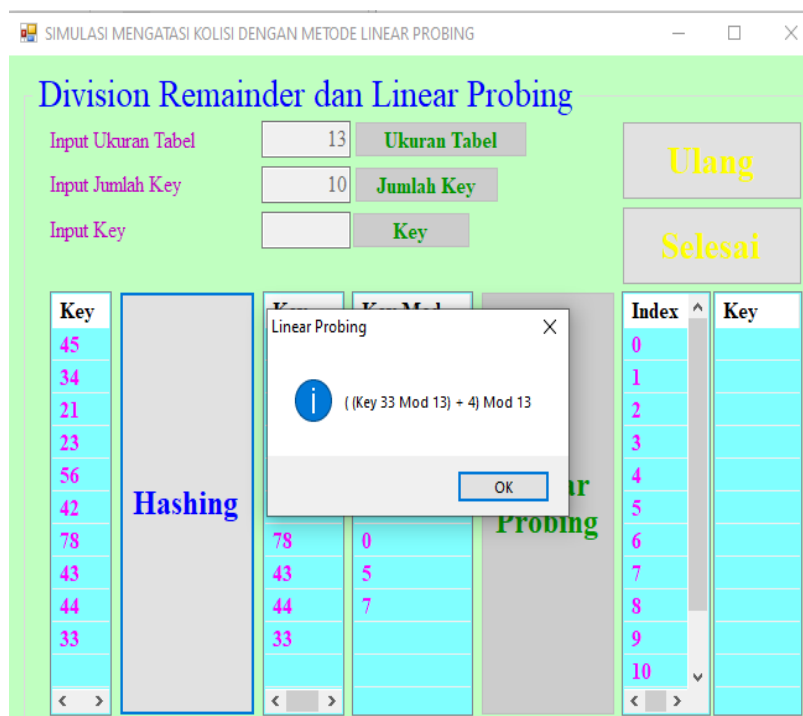 SIMULASI MENGATASI KOLISI DENGAN METODE LINEAR PROBING
Division Remainder dan Linear Probing
Input Ukuran Tabel 13 Ukuran Tabel
Input Jumlah Key 10 Jumlah Key
Input Key Key
Ulang
Selesai
Key
45
34
21
23
56
42
78
43
44
33
Hashing
78 0
43 5
44 7
33
Linear Probing
( (Key 33 Mod 13) + 4) Mod 13
OK
Probing
Index Key
0
1
2
3
4
5
6
7
8
9
10